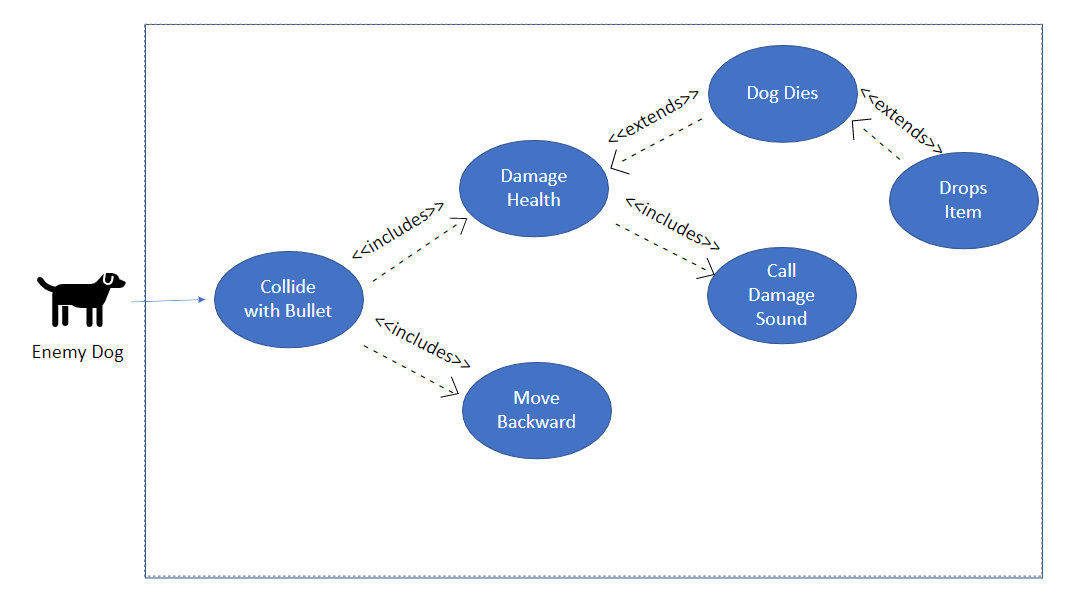 Dog Dies
<<extends>>
<<extends>>
Damage
Health
Drops
Item
<<includes>>
<<includes>>
Collide
with Bullet
Call
Damage
Sound
Enemy Dog
<<includes>>
Move
Backward